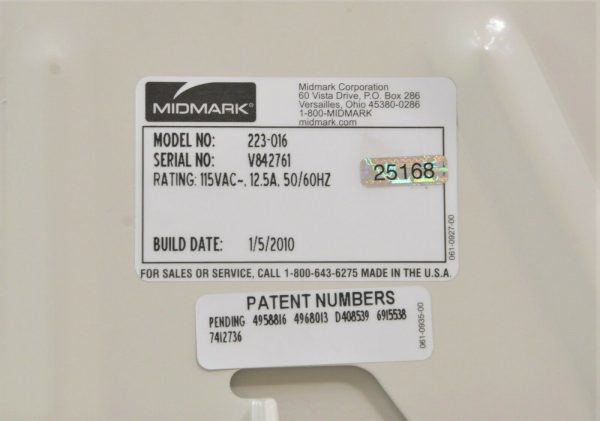 MIDMARK®
Midmark Corporation
60 Vista Drive, P.O. Box 286
Versailles, Ohio 45380-0286
1-800-MIDMARK
midmark.com
MODEL NO: 223-016
SERIAL NO: V842761
RATING: 115VAC~, 12.5A, 50/60HZ
25168
BUILD DATE: 1/5/2010
061-0927-00
FOR SALES OR SERVICE, CALL 1-800-643-6275 MADE IN THE U.S.A.
PATENT NUMBERS
PENDING 4958816 4968013 D408539 6915538
7412736
061-0935-00